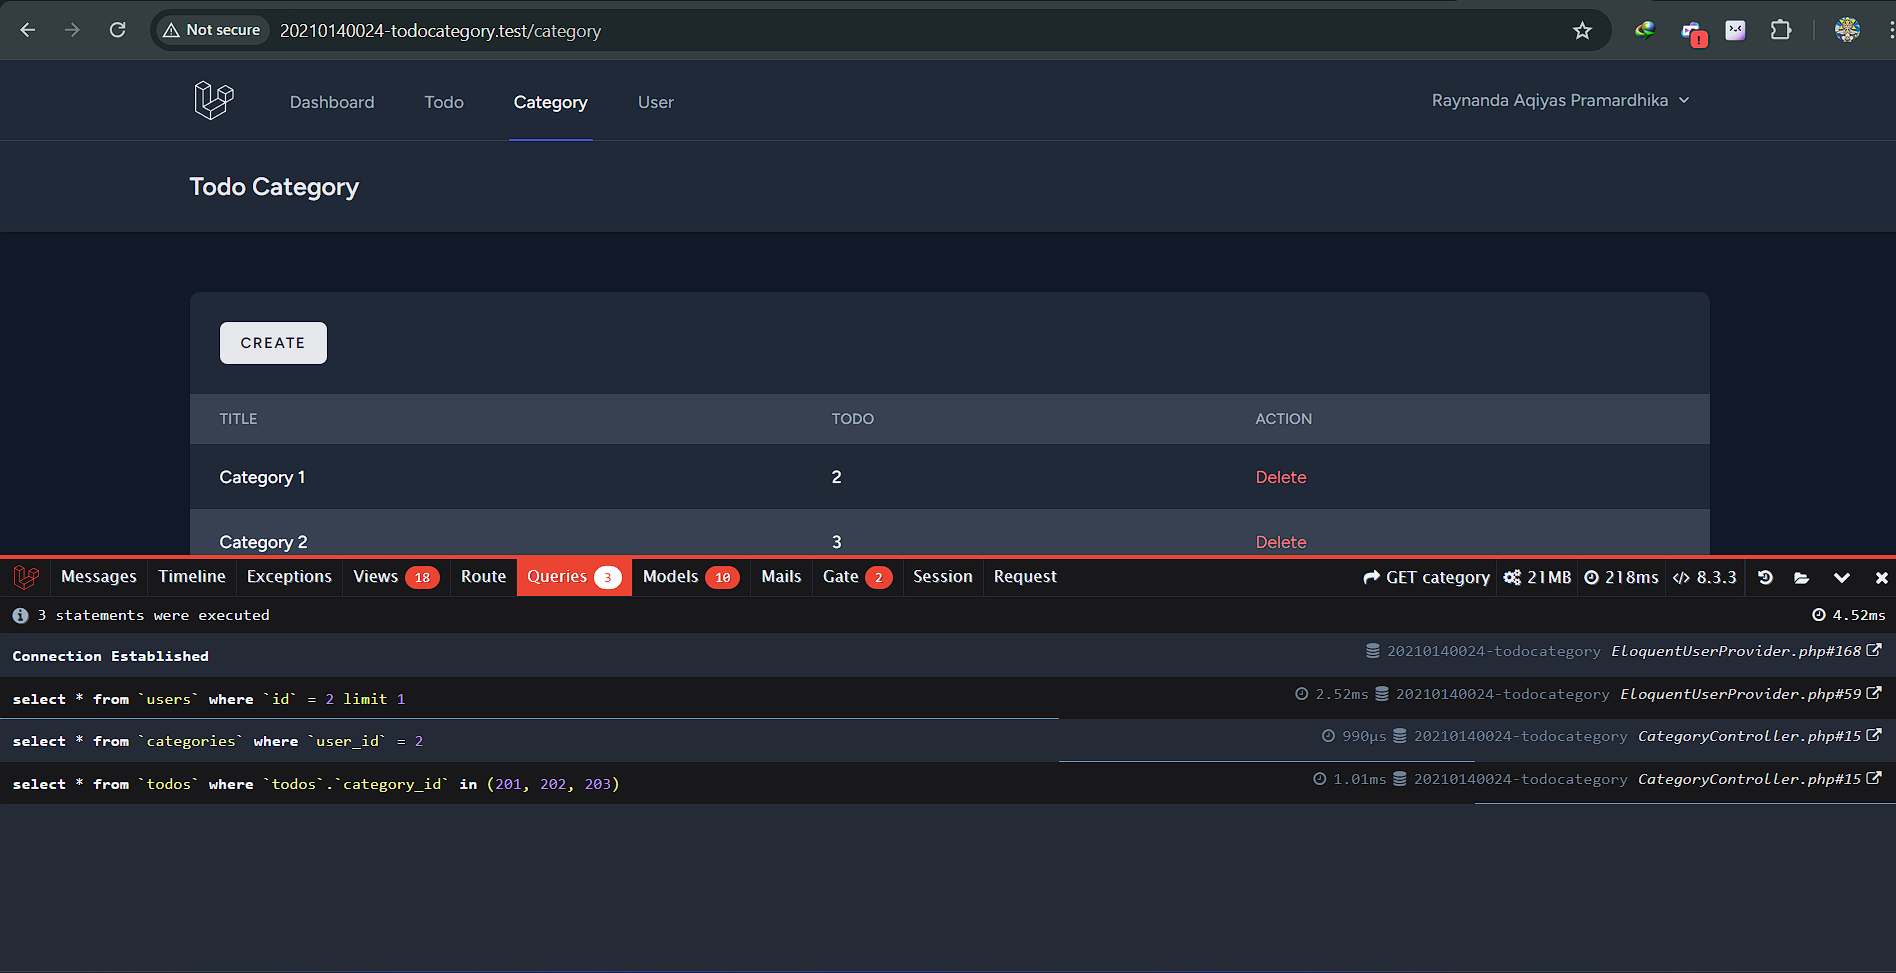 Not secure 20210140024-todocategory.test/category
Dashboard Todo Category User Raynanda Aqiyas Pramardhika
Todo Category
CREATE
TITLE TODO ACTION
Category 1 2 Delete
Category 2 3 Delete
Messages Timeline Exceptions Views 18 Route Queries 3 Models 10 Mails Gate 2 Session Request GET category 21MB 218ms 8.3.3
3 statements were executed 4.52ms
Connection Established 20210140024-todocategory EloquentUserProvider.php#168
select * from `users` where `id` = 2 limit 1 2.52ms 20210140024-todocategory EloquentUserProvider.php#59
select * from `categories` where `user_id` = 2 990μs 20210140024-todocategory CategoryController.php#15
select * from `todos` where `todos`.`category_id` in (201, 202, 203) 1.01ms 20210140024-todocategory CategoryController.php#15